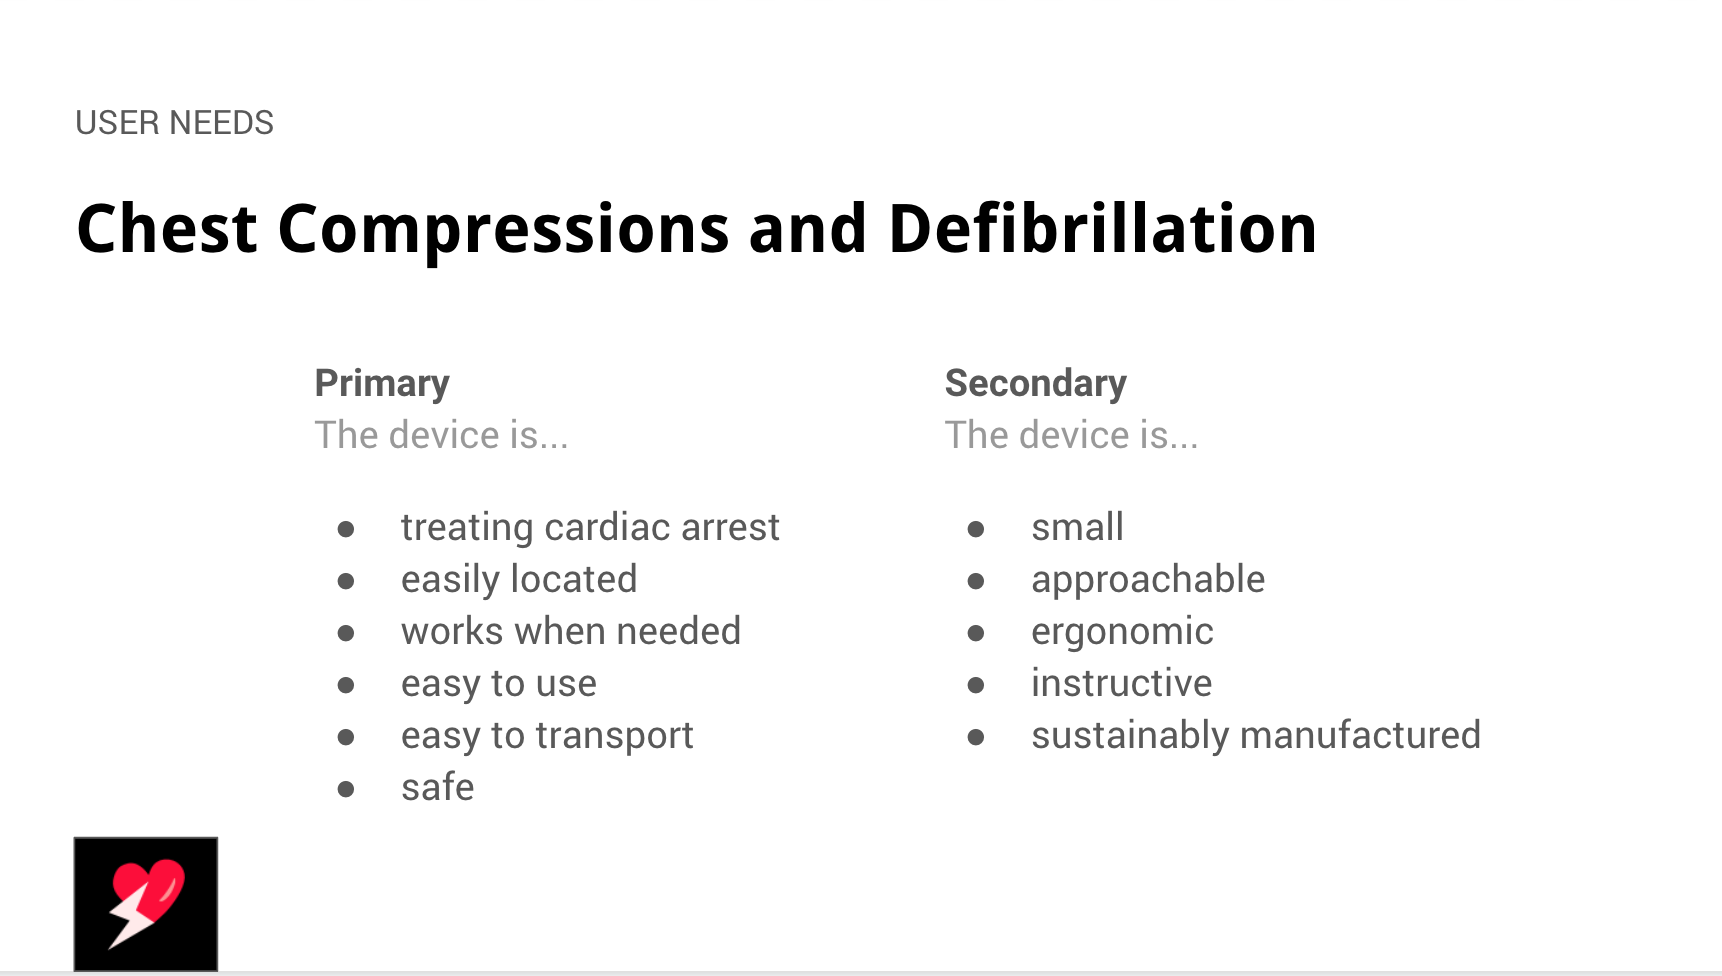 USER NEEDS
Chest Compressions and Defibrillation
Primary
The device is...
● treating cardiac arrest
● easily located
● works when needed
● easy to use
● easy to transport
● safe
Secondary
The device is...
● small
● approachable
● ergonomic
● instructive
● sustainably manufactured